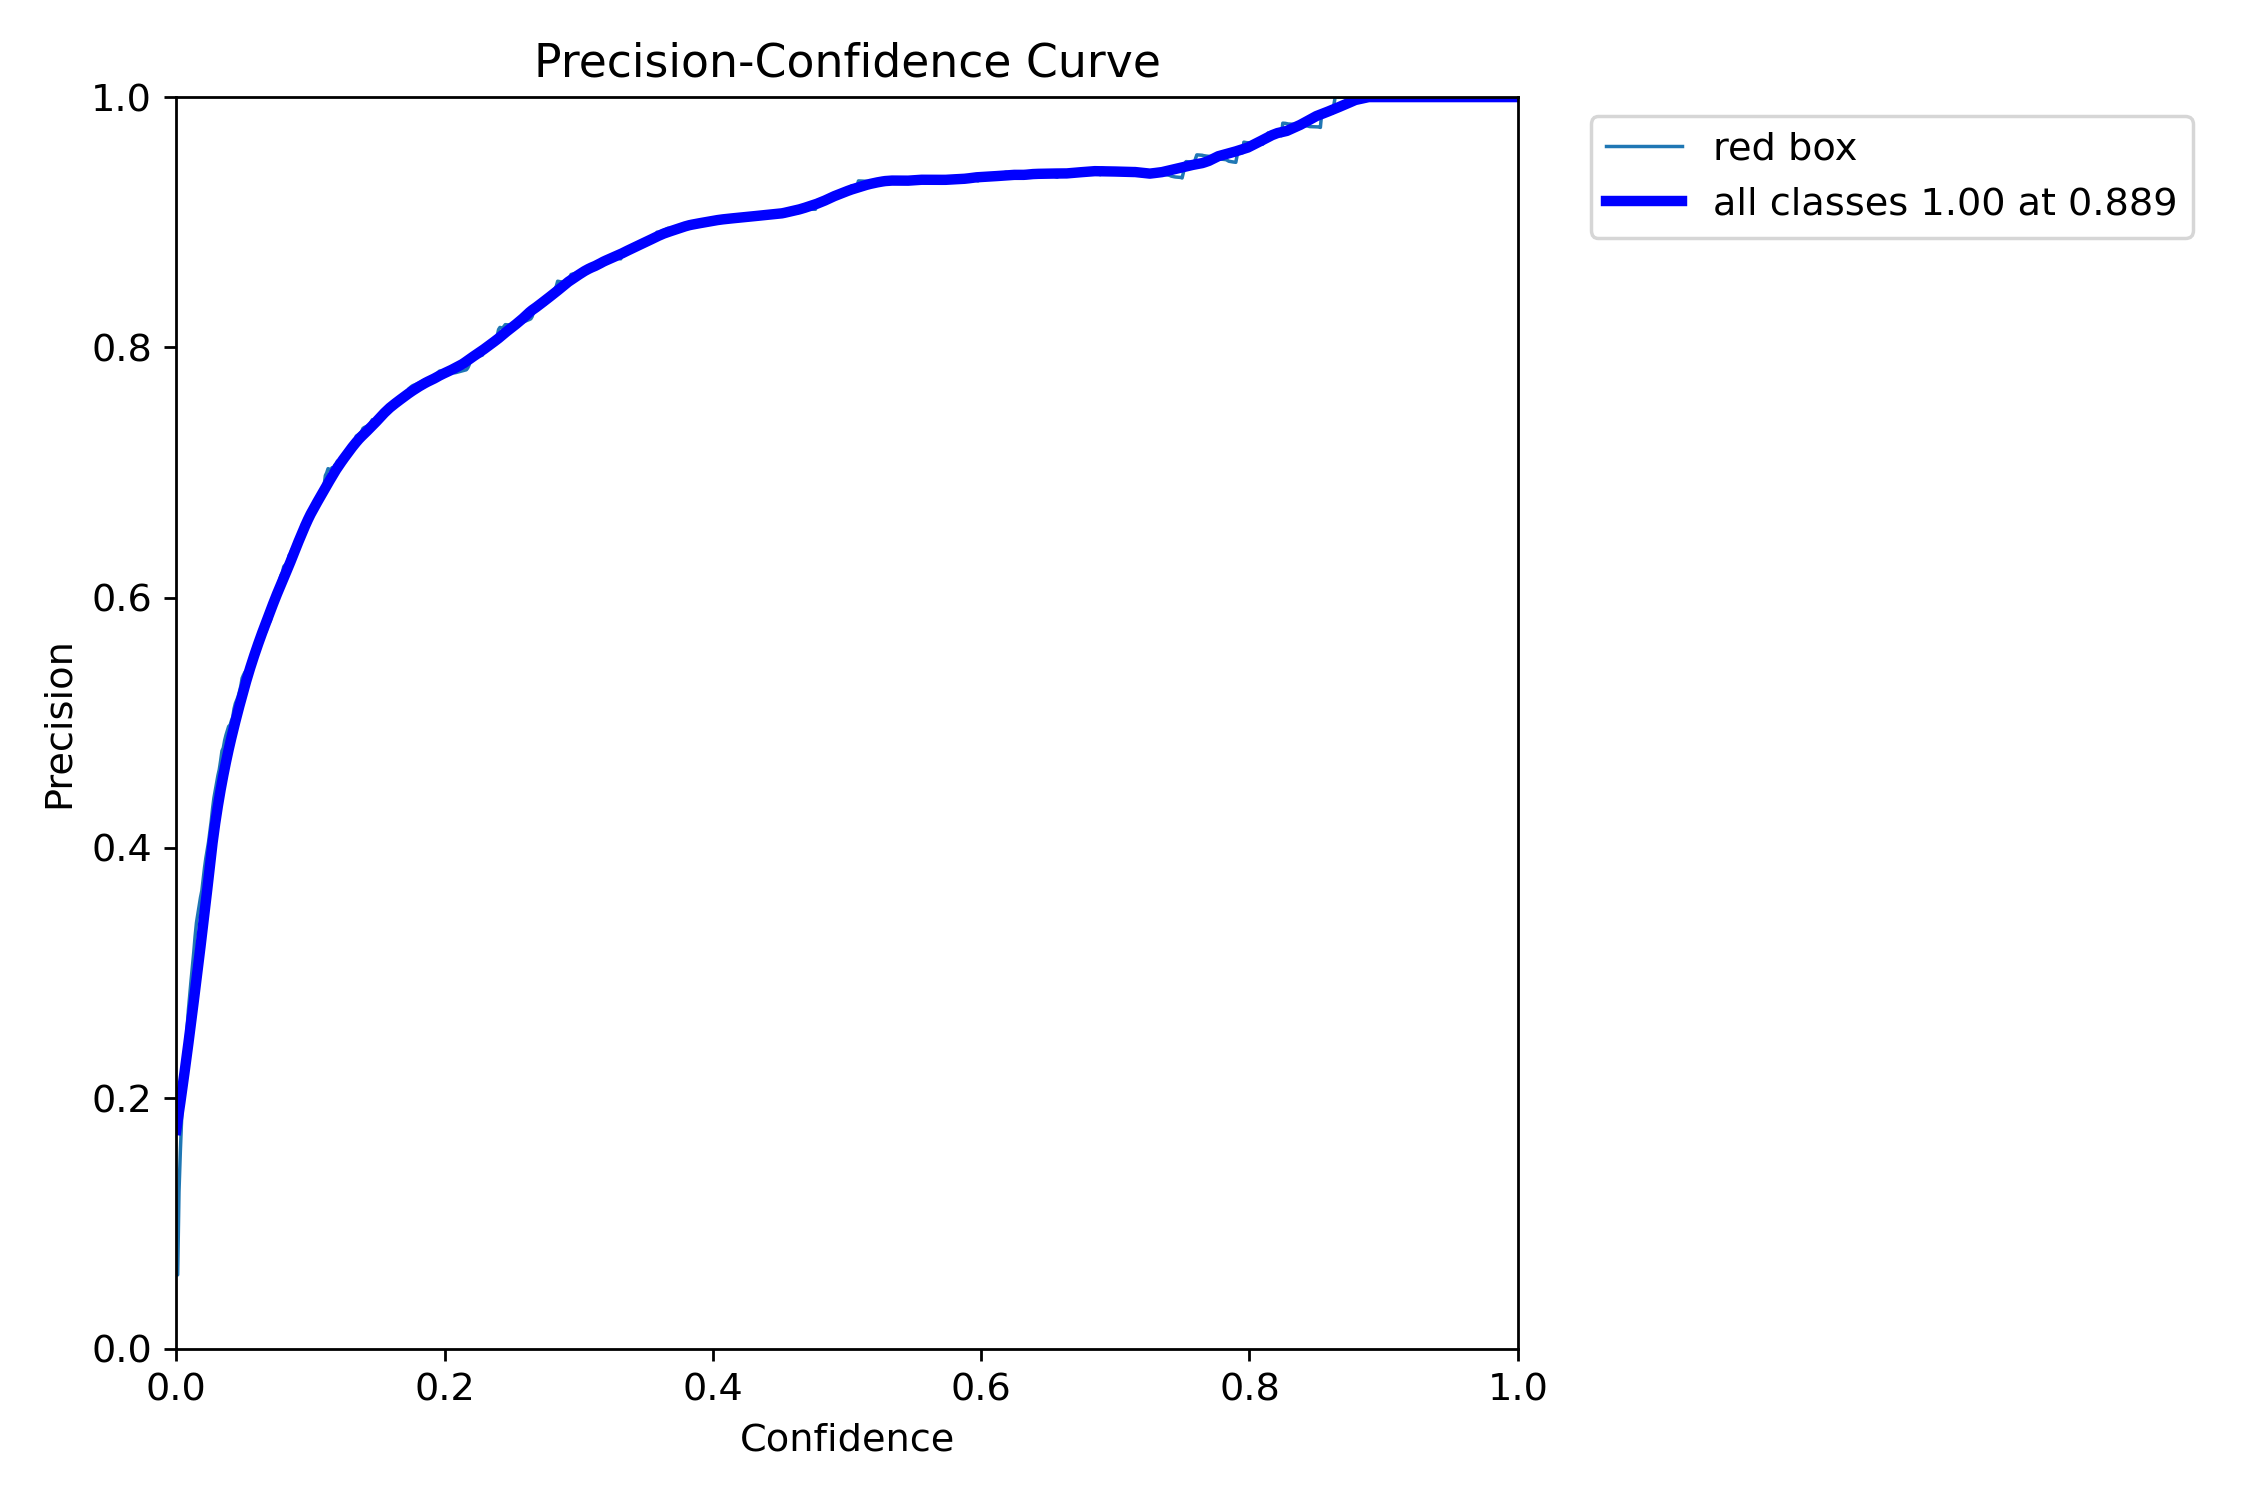 Precision-Confidence Curve
1.0
0.8
0.6
0.4
0.2
0.0
Precision
0.0 0.2 0.4 0.6 0.8 1.0
Confidence
red box
all classes 1.00 at 0.889